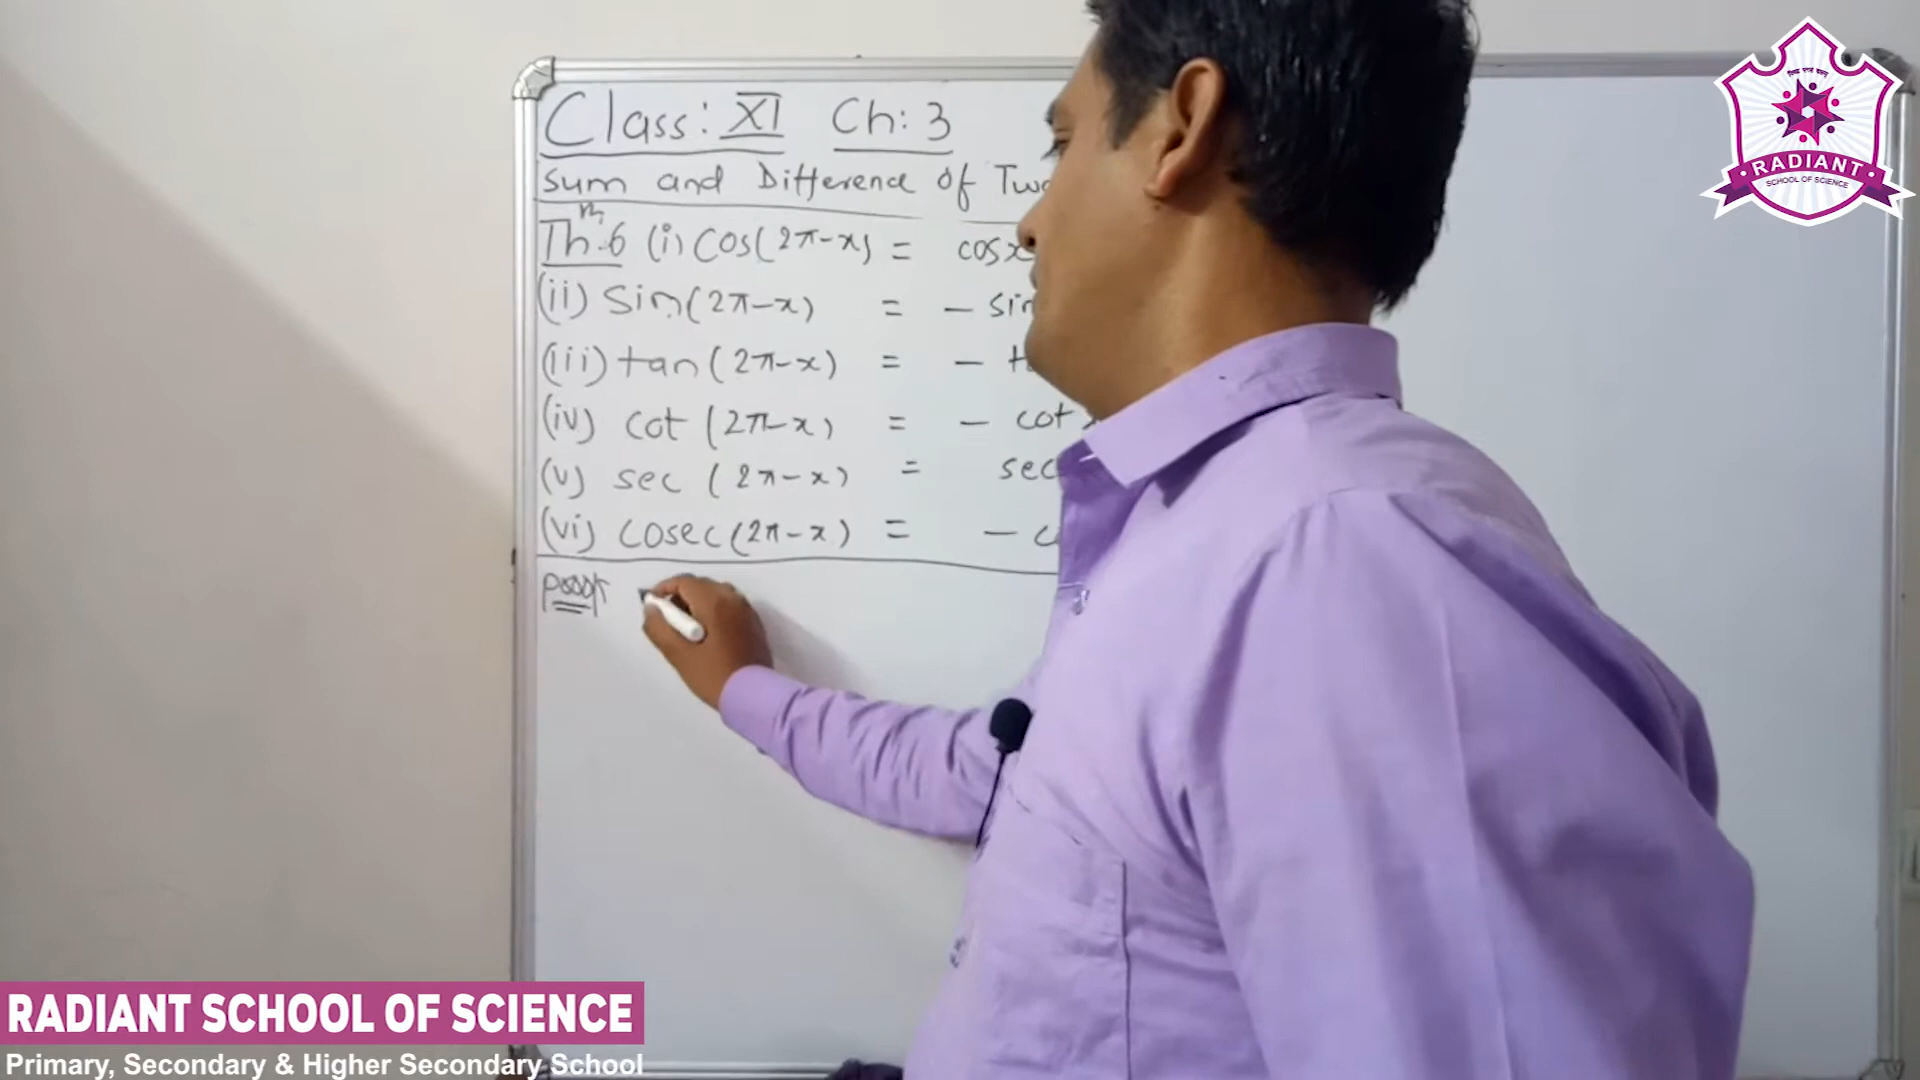 Class: XI Ch: 3
sum and Difference of Two
Thm 6 (i) Cos(2π-x) = cosx
(ii) Sin(2π-x) = - sin
(iii) tan(2π-x) = -
(iv) cot (2π-x) = - cot x
(v) sec (2π-x) = sec
(vi) cosec(2π-x) = -
proof
RADIANT
SCHOOL OF SCIENCE
RADIANT SCHOOL OF SCIENCE
Primary, Secondary & Higher Secondary School